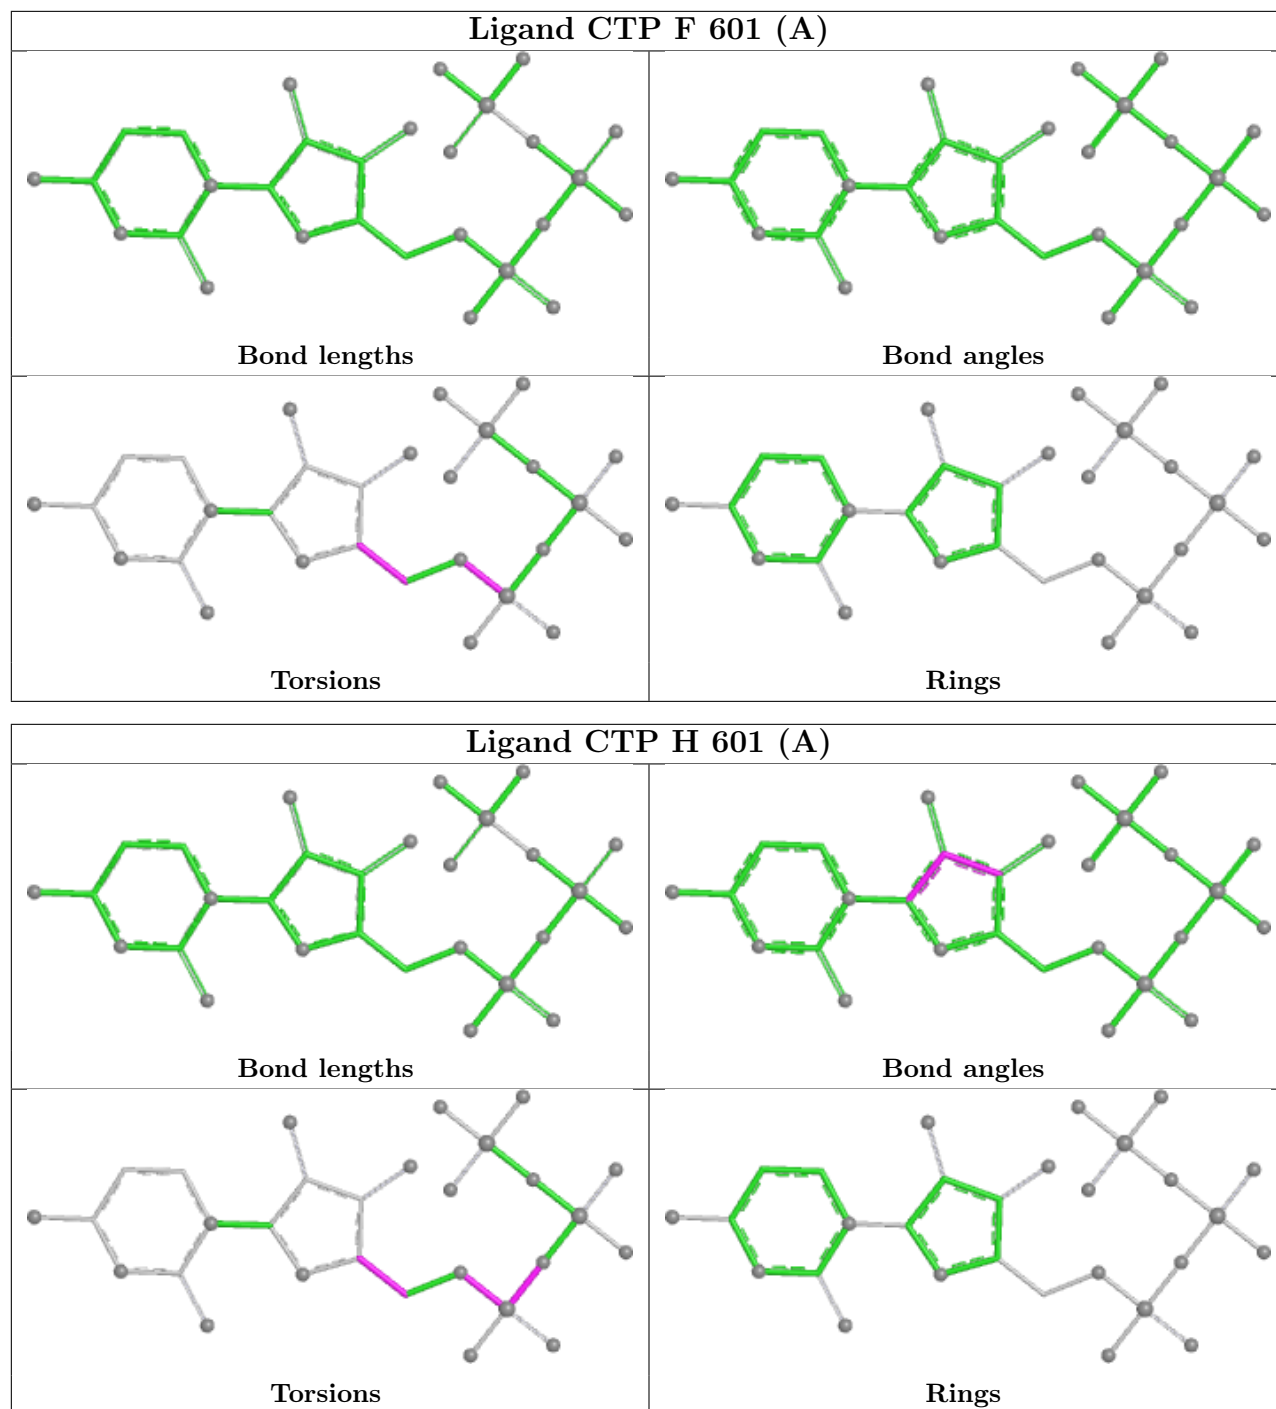 Ligand CTP F 601 (A)
Bond lengths
Bond angles
Torsions
Rings
Ligand CTP H 601 (A)
Bond lengths
Bond angles
Torsions
Rings